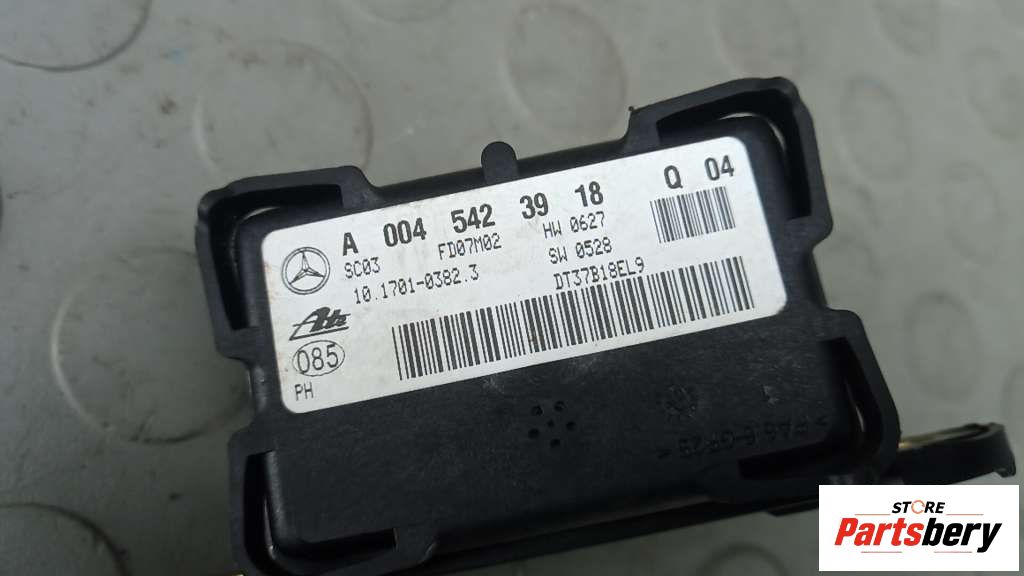 A 004 542 39 18 Q 04
SC03 FD07M02 HW 0627
10.1701-0382.3 SW 0528
DT37B18EL9
Ate
085
PH
STORE
Partsbery